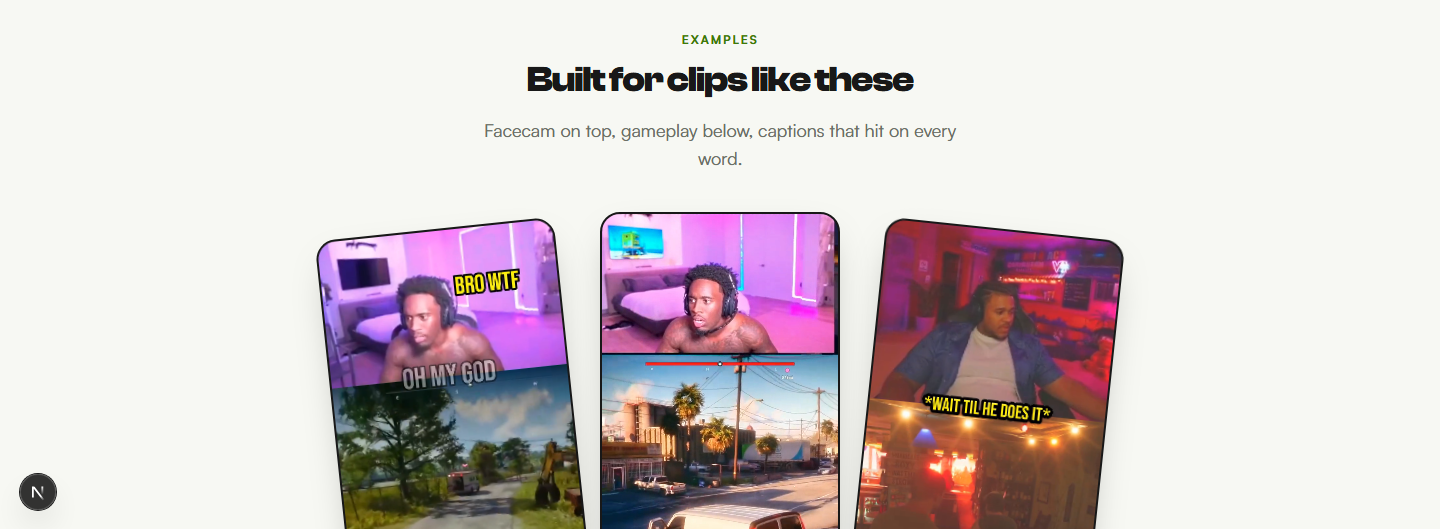 EXAMPLES
Built for clips like these
Facecam on top, gameplay below, captions that hit on every
word.
BRO WTF
OH MY GOD
*WAIT TIL HE DOES IT*
N